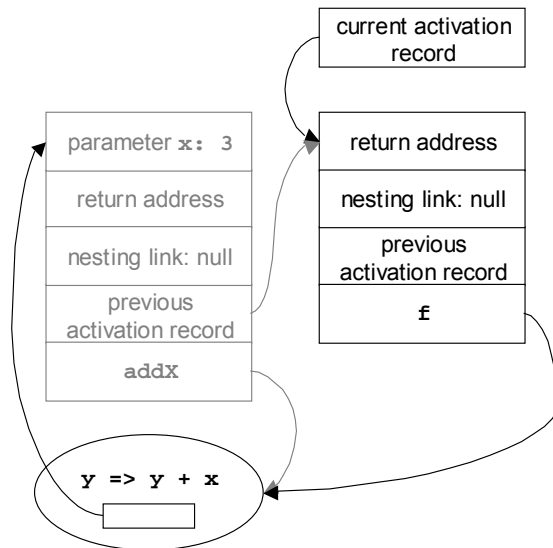 current activation
record
parameter x: 3
return address
nesting link: null
previous
activation record
addX
return address
nesting link: null
previous
activation record
f
y => y + x